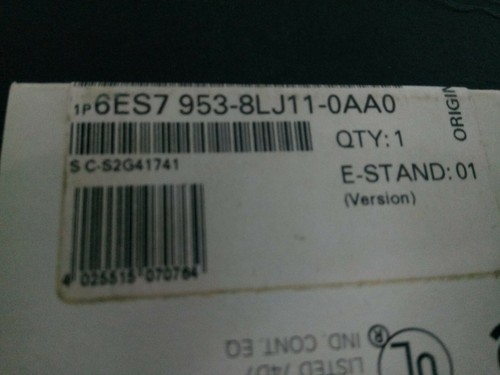 1P 6ES7 953-8LJ11-0AA0
QTY: 1
S C-S2G41741
E-STAND: 01
(Version)
4 025515 070784
ORIGIN
IND. CONT. EQ
LISTED 74D7
UL
®